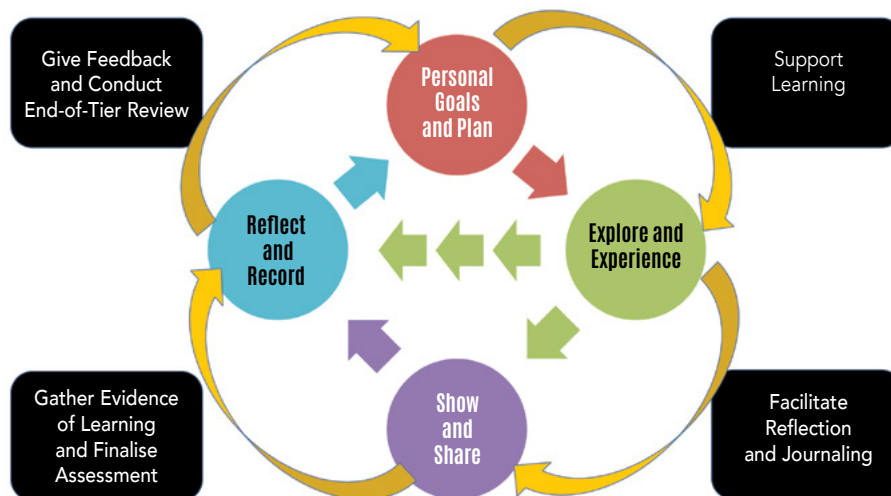 Give Feedback
and Conduct
End-of-Tier Review
Personal
Goals
and Plan
Support
Learning
Reflect
and
Record
Explore and
Experience
Gather Evidence
of Learning
and Finalise
Assessment
Show
and
Share
Facilitate
Reflection
and Journaling